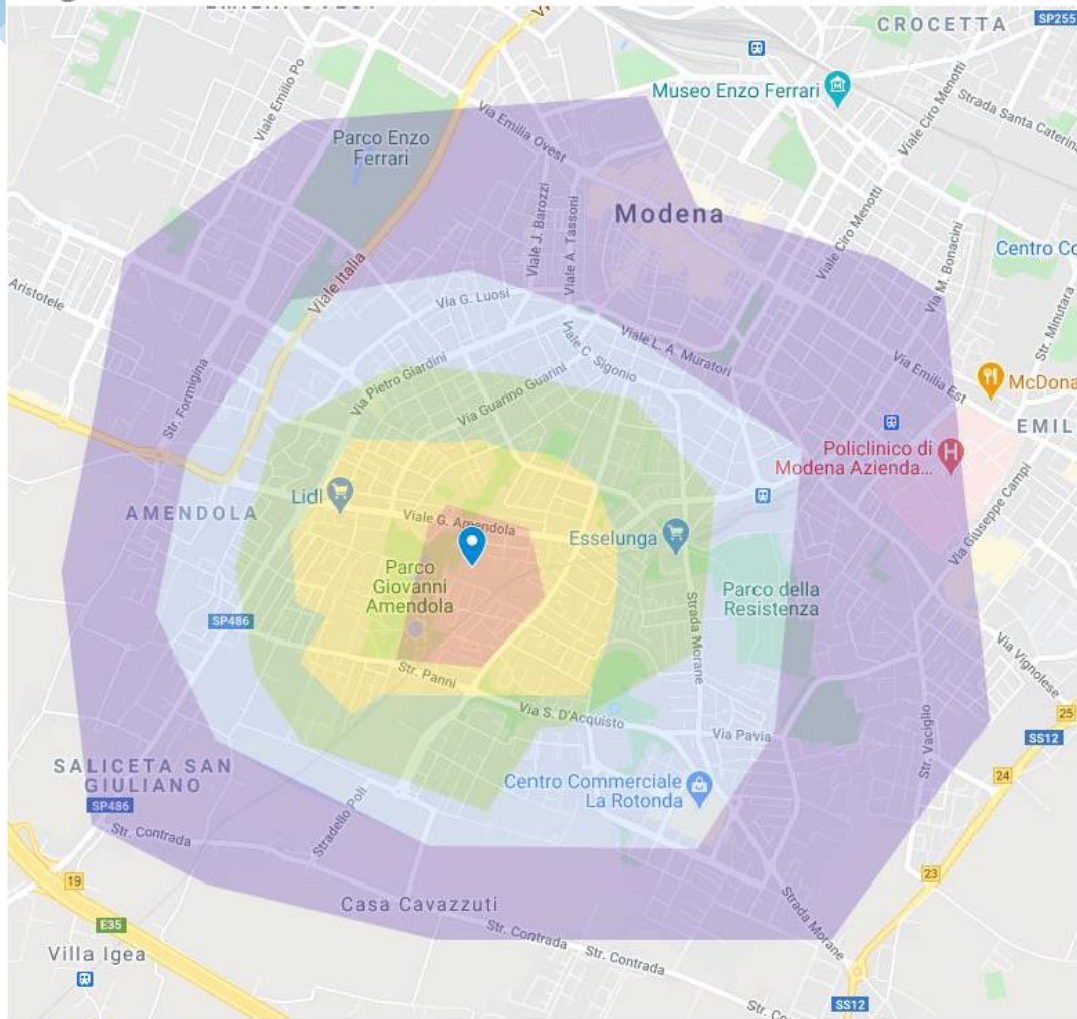 CROCETTA
SP255
Museo Enzo Ferrari
Viale Emilio Po
Via Emilia Ovest
Viale Ciro Menotti
Strada Santa Caterina
Parco Enzo
Ferrari
Viale J. Barozzi
Viale A. Tassoni
Modena
Viale Ciro Menotti
Via M. Bonacini
Centro Co
Aristotele
Viale Italia
Via G. Luosi
Str. Minutara
Viale C. Sigonio
Viale L. A. Muratori
Via Pietro Giardini
Via Guarino Guarini
Str. Formigina
Via Emilia Est
McDona
EMIL
Policlinico di
Modena Azienda...
Lidl
AMENDOLA
Viale G. Amendola
Esselunga
Via Giuseppe Campi
Parco
Giovanni
Amendola
Parco della
Resistenza
SP486
Strada Morane
Str. Panni
Via Vignolese
Via S. D'Acquisto
Via Pavia
25
SS12
Str. Vaciglio
SALICETA SAN
GIULIANO
24
Centro Commerciale
La Rotonda
SP486
Str. Contrada
Stradello Poli
19
23
Casa Cavazzuti
Strada Morane
E35
Str. Contrada
Str. Contrada
Villa Igea
SS12
Str. Co